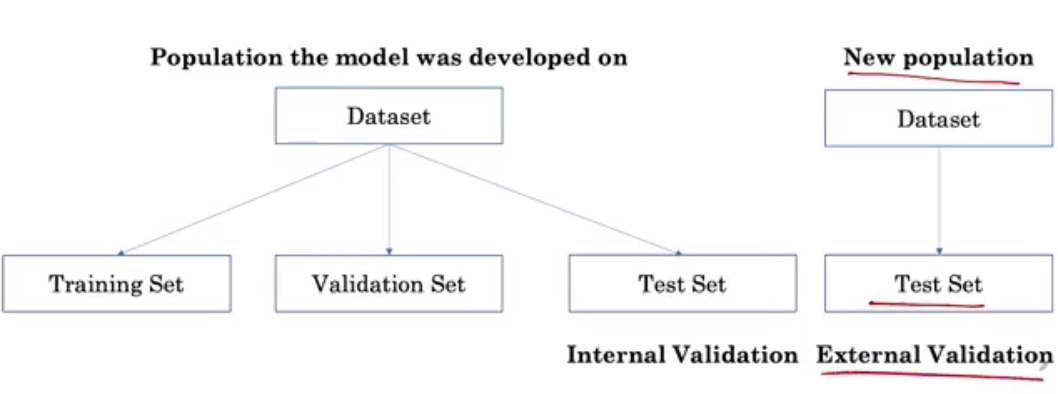 Population the model was developed on
New population
Dataset
Dataset
Training Set
Validation Set
Test Set
Test Set
Internal Validation
External Validation